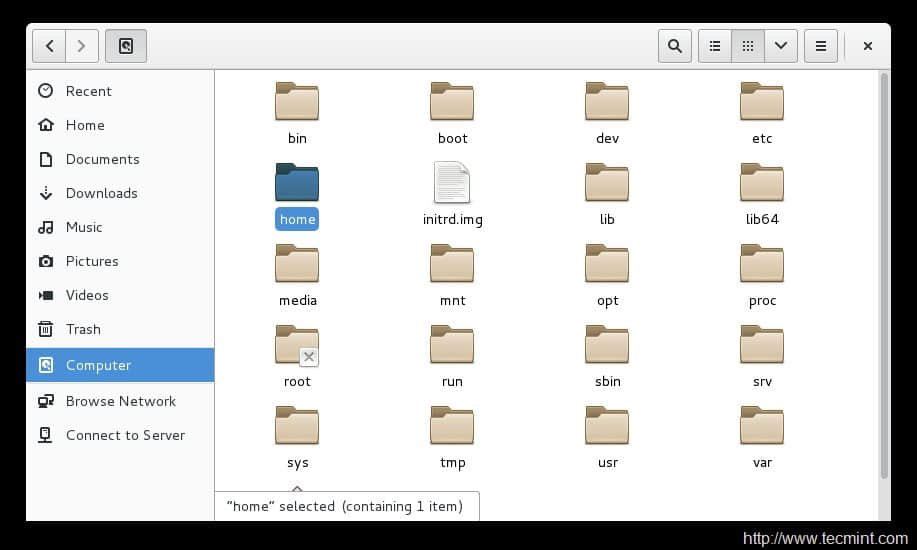 Recent
Home
Documents
Downloads
Music
Pictures
Videos
Trash
Computer
Browse Network
Connect to Server
bin boot dev etc
home initrd.img lib lib64
media mnt opt proc
root run sbin srv
sys tmp usr var
"home" selected (containing 1 item)
http://www.tecmint.com